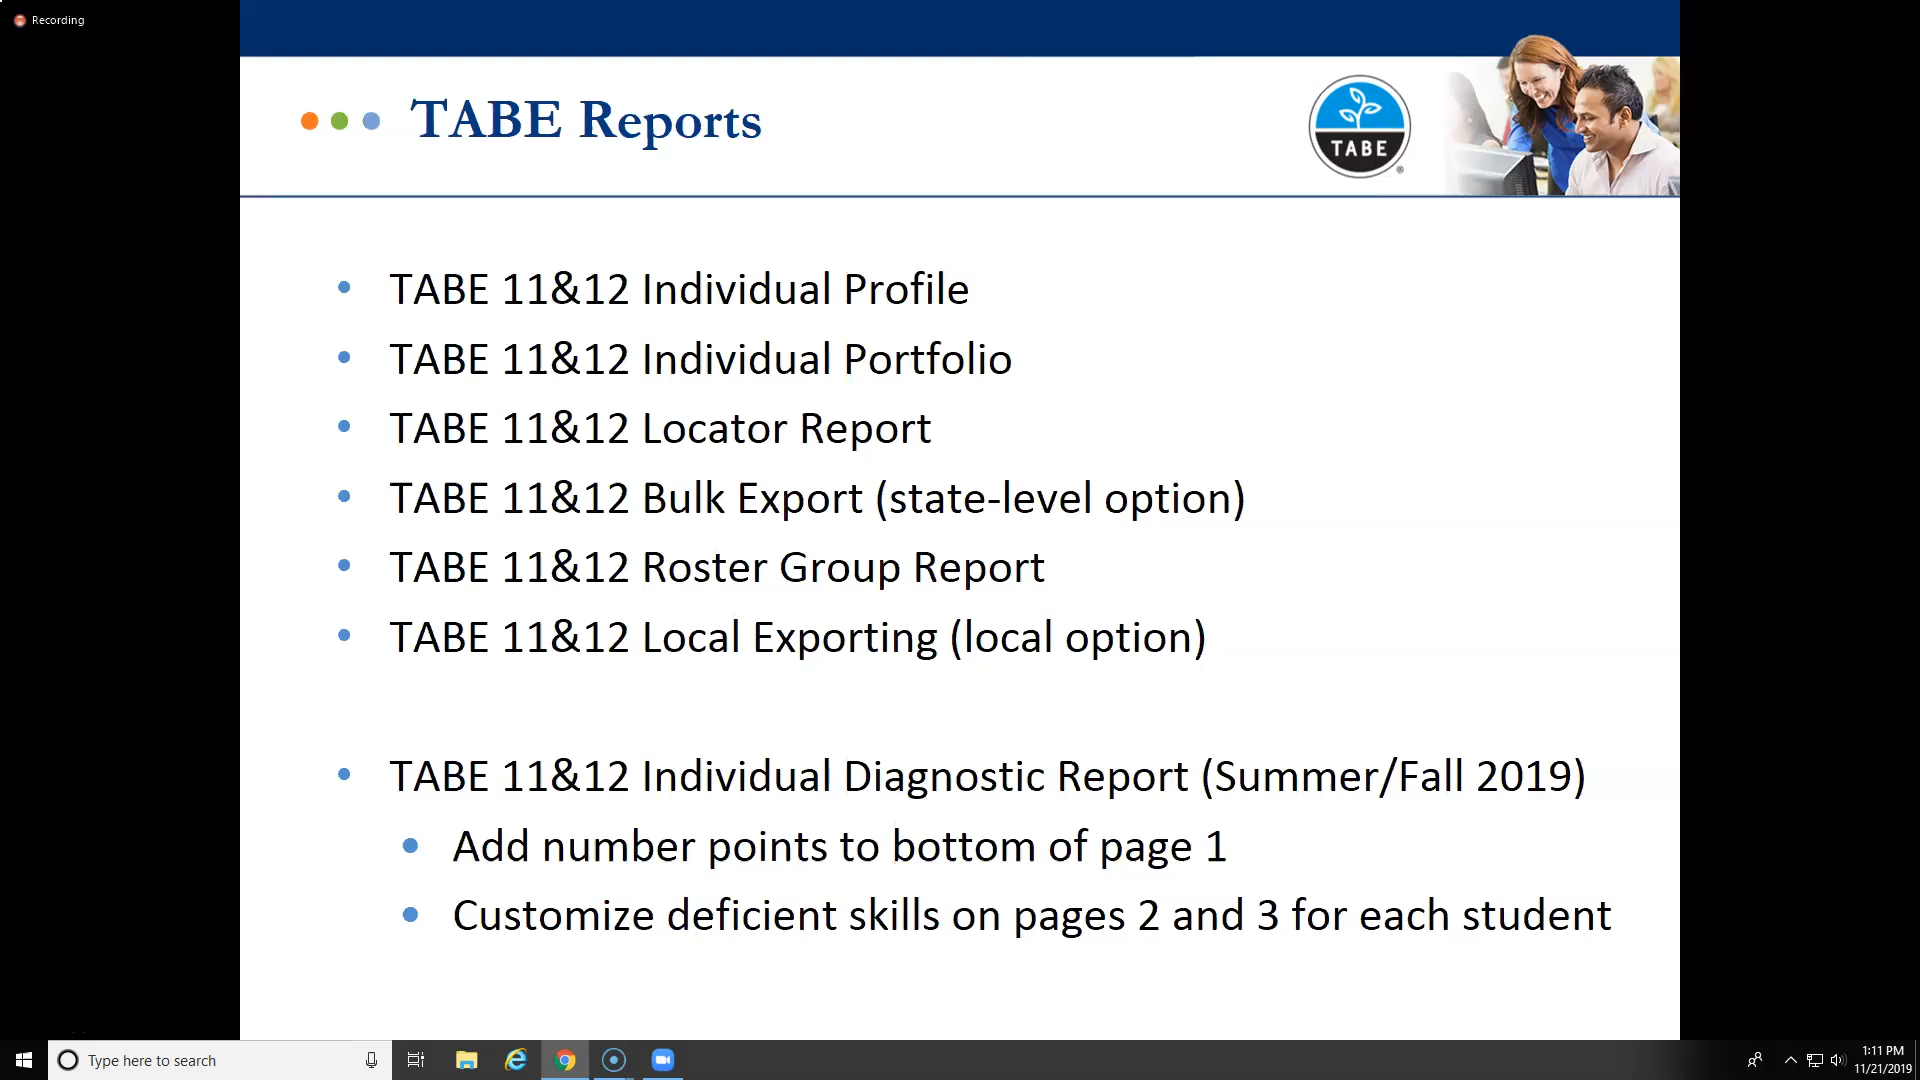 Recording
TABE Reports
TABE
®
• TABE 11&12 Individual Profile
• TABE 11&12 Individual Portfolio
• TABE 11&12 Locator Report
• TABE 11&12 Bulk Export (state-level option)
• TABE 11&12 Roster Group Report
• TABE 11&12 Local Exporting (local option)
• TABE 11&12 Individual Diagnostic Report (Summer/Fall 2019)
• Add number points to bottom of page 1
• Customize deficient skills on pages 2 and 3 for each student
Type here to search
1:11 PM
11/21/2019